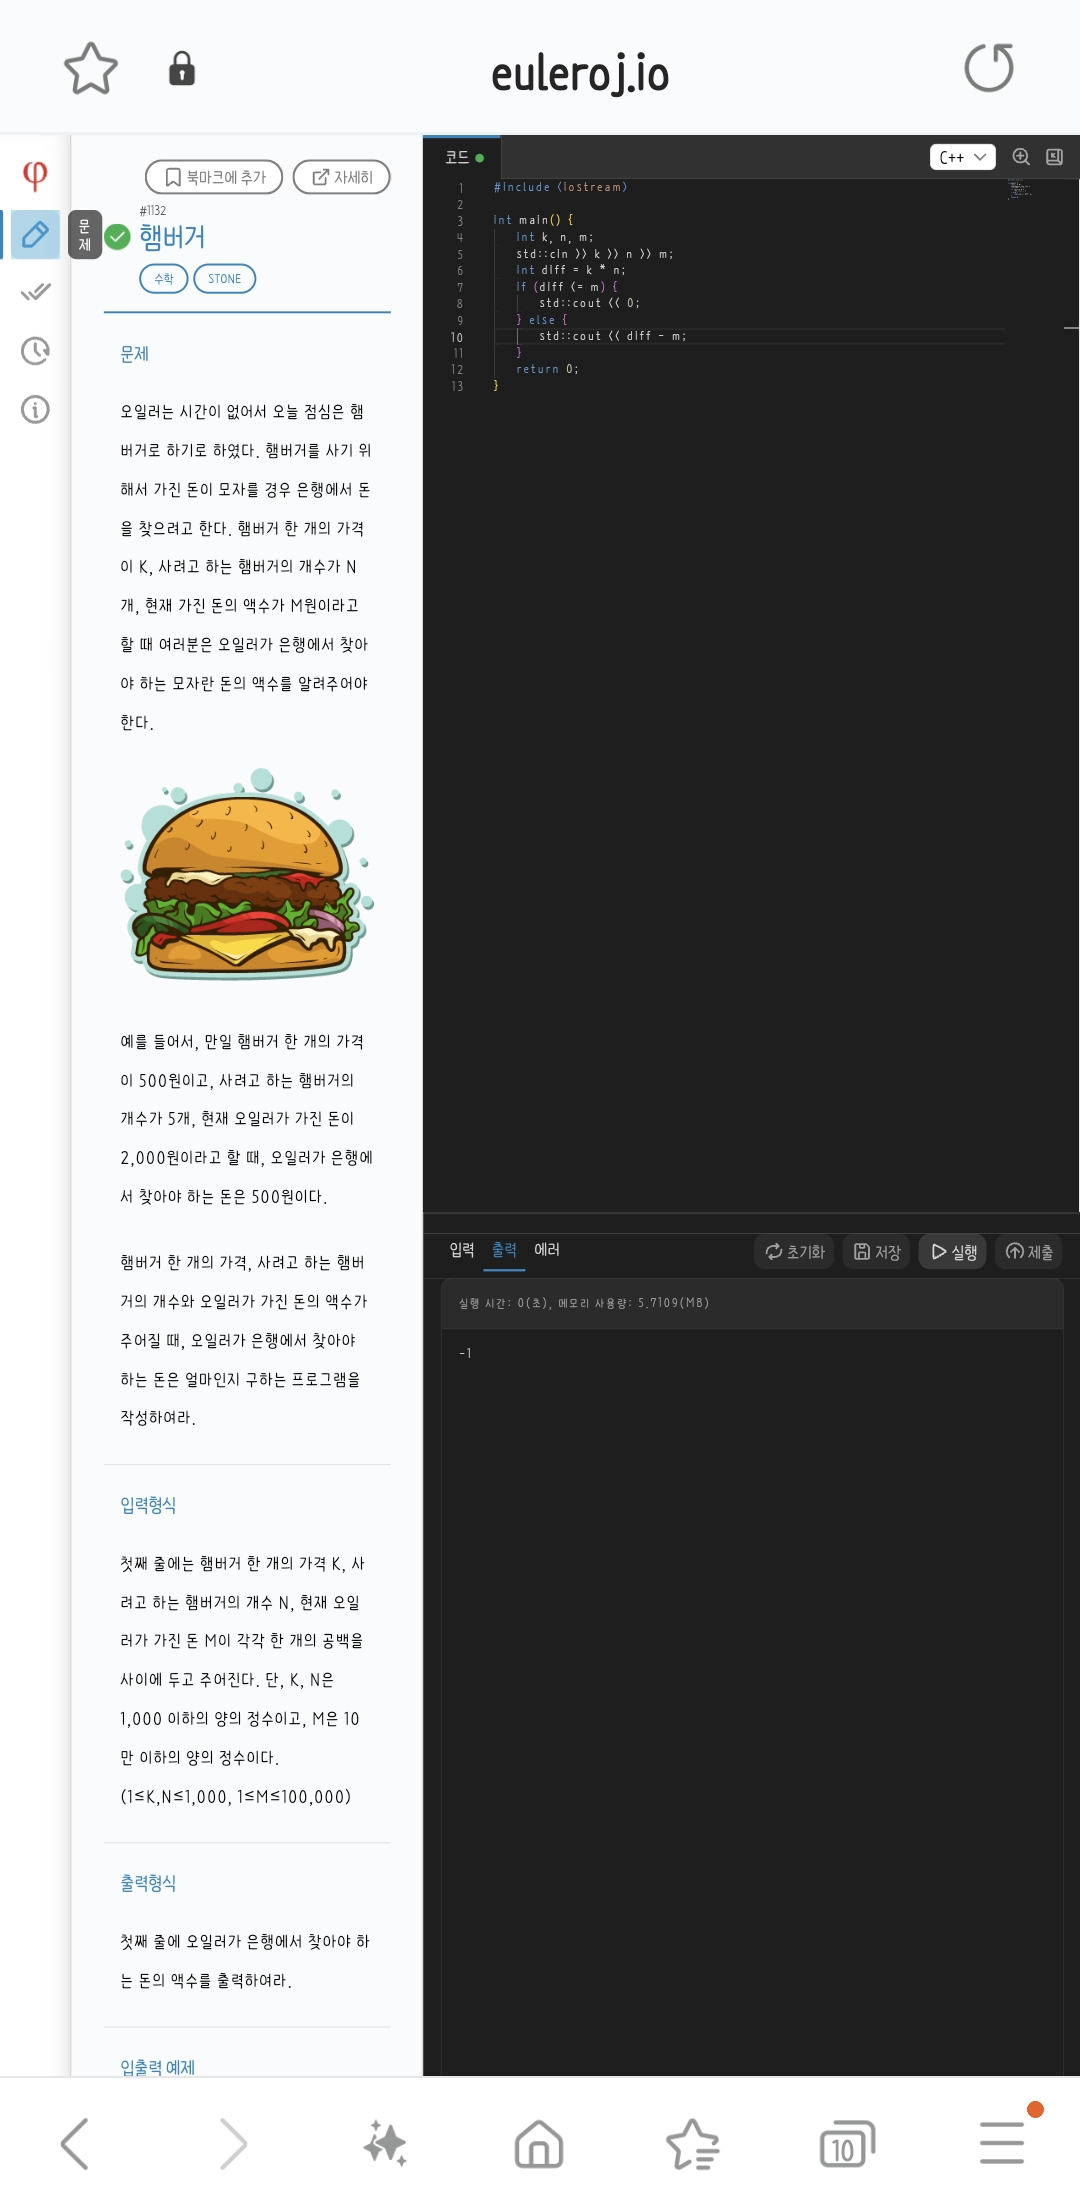 euleroj.io
북마크에 추가
자세히
#1132
문제
햄버거
수학
STONE
문제
오일러는 시간이 없어서 오늘 점심은 햄
버거로 하기로 하였다. 햄버거를 사기 위
해서 가진 돈이 모자를 경우 은행에서 돈
을 찾으려고 한다. 햄버거 한 개의 가격
이 K, 사려고 하는 햄버거의 개수가 N
개, 현재 가진 돈의 액수가 M원이라고
할 때 여러분은 오일러가 은행에서 찾아
야 하는 모자란 돈의 액수를 알려주어야
한다.
예를 들어서, 만일 햄버거 한 개의 가격
이 500원이고, 사려고 하는 햄버거의
개수가 5개, 현재 오일러가 가진 돈이
2,000원이라고 할 때, 오일러가 은행에
서 찾아야 하는 돈은 500원이다.
햄버거 한 개의 가격, 사려고 하는 햄버
거의 개수와 오일러가 가진 돈의 액수가
주어질 때, 오일러가 은행에서 찾아야
하는 돈은 얼마인지 구하는 프로그램을
작성하여라.
입력형식
첫째 줄에는 햄버거 한 개의 가격 K, 사
려고 하는 햄버거의 개수 N, 현재 오일
러가 가진 돈 M이 각각 한 개의 공백을
사이에 두고 주어진다. 단, K, N은
1,000 이하의 양의 정수이고, M은 10
만 이하의 양의 정수이다.
(1≤K,N≤1,000, 1≤M≤100,000)
출력형식
첫째 줄에 오일러가 은행에서 찾아야 하
는 돈의 액수를 출력하여라.
입출력 예제
코드
C++
1 #include <iostream>
2
3 int main() {
4 int k, n, m;
5 std::cin >> k >> n >> m;
6 int diff = k * n;
7 if (diff <= m) {
8 std::cout << 0;
9 } else {
10 std::cout << diff - m;
11 }
12 return 0;
13 }
입력 출력 에러
초기화
저장
실행
제출
실행 시간: 0(초), 메모리 사용량: 5.7109(MB)
-1
10